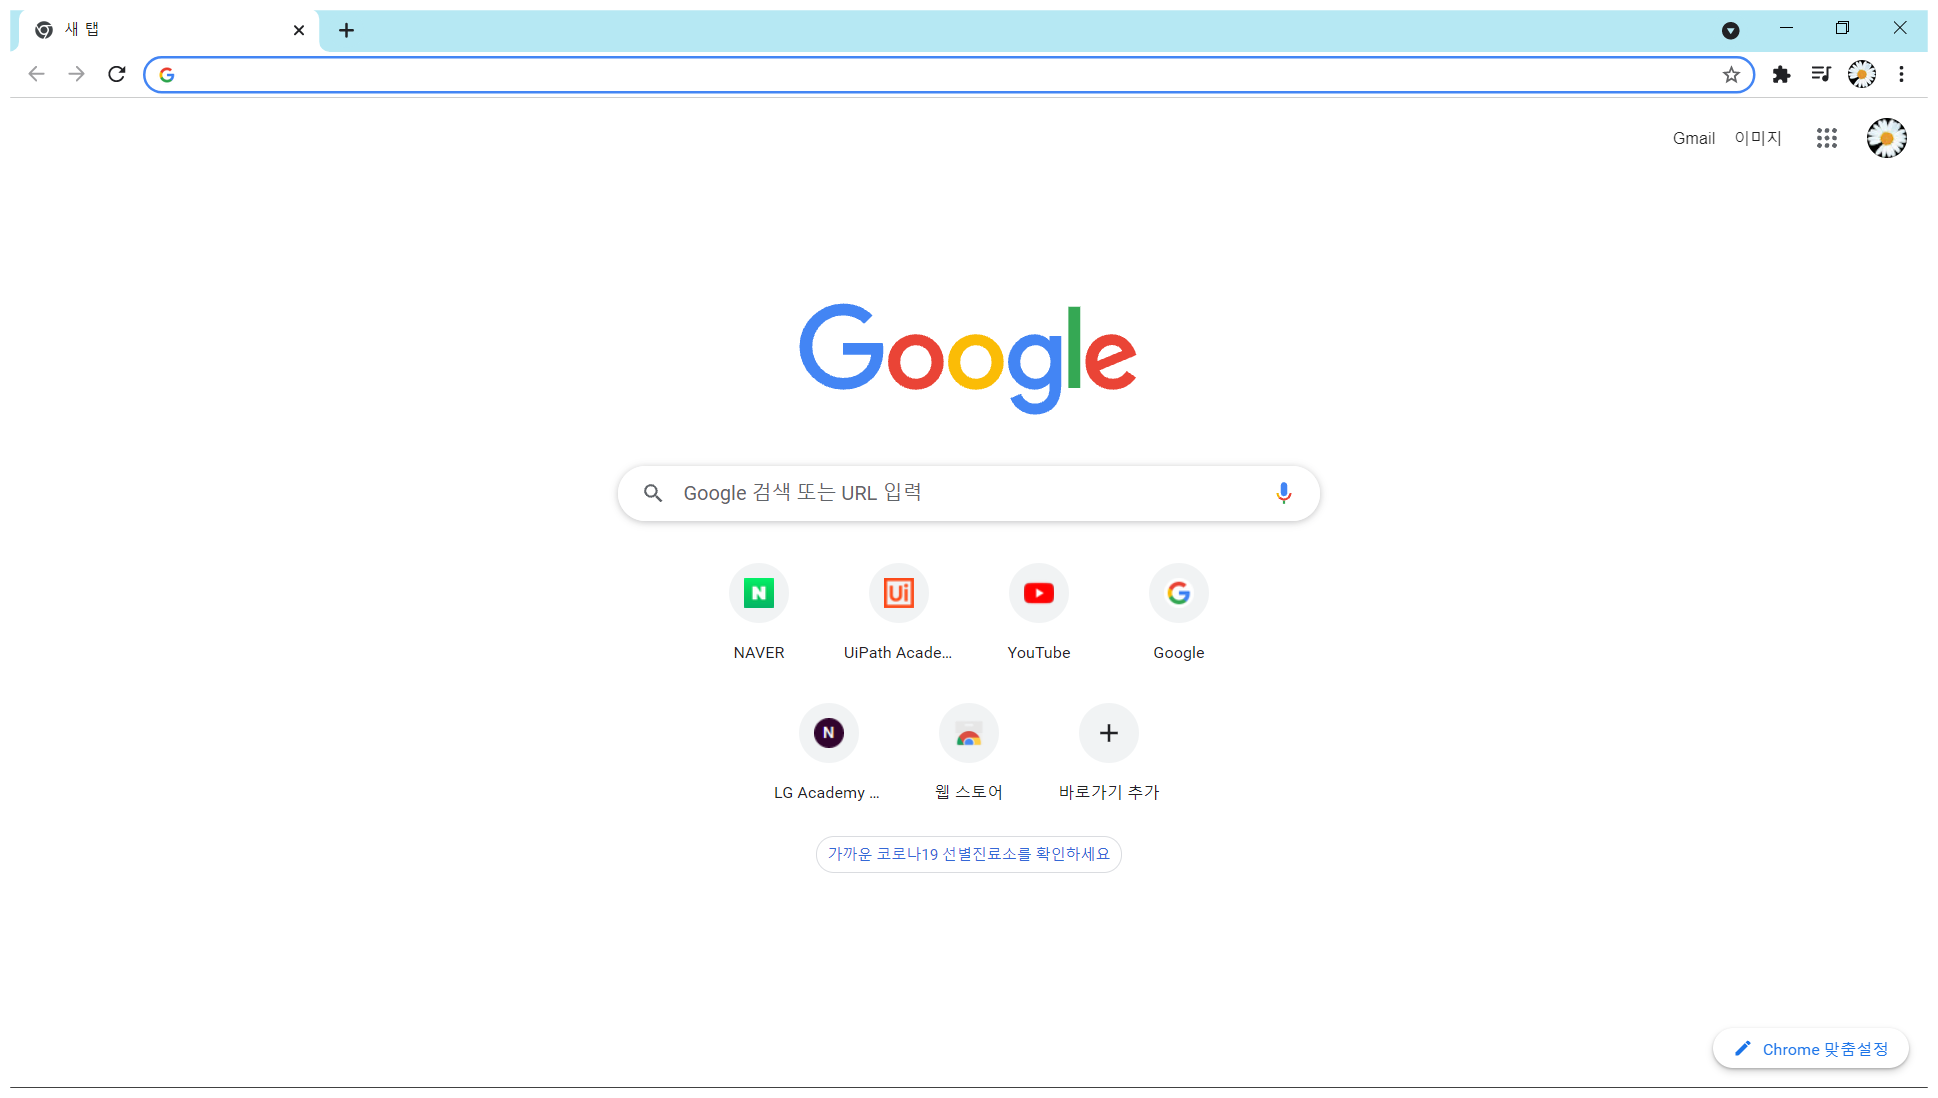 새 탭
Gmail 이미지
Google
Google 검색 또는 URL 입력
NAVER UiPath Acade... YouTube Google
LG Academy ... 웹 스토어 바로가기 추가
가까운 코로나19 선별진료소를 확인하세요
Chrome 맞춤설정